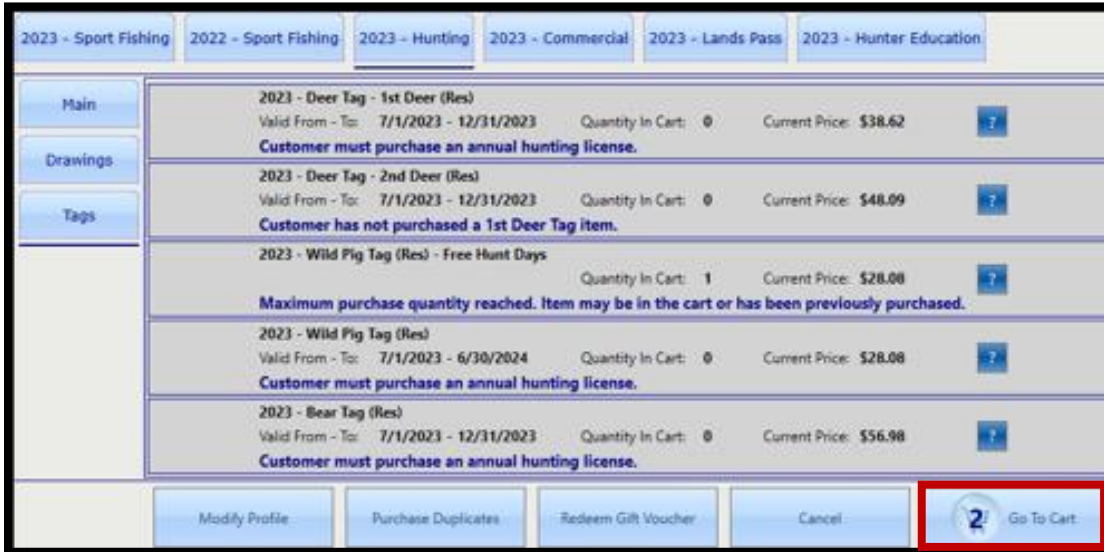 2023 - Sport Fishing 2022 - Sport Fishing 2023 - Hunting 2023 - Commercial 2023 - Lands Pass 2023 - Hunter Education
Main
Drawings
Tags
2023 - Deer Tag - 1st Deer (Res)
Valid From - To: 7/1/2023 - 12/31/2023 Quantity In Cart: 0 Current Price: $38.62 ?
Customer must purchase an annual hunting license.
2023 - Deer Tag - 2nd Deer (Res)
Valid From - To: 7/1/2023 - 12/31/2023 Quantity In Cart: 0 Current Price: $48.09 ?
Customer has not purchased a 1st Deer Tag item.
2023 - Wild Pig Tag (Res) - Free Hunt Days
Quantity In Cart: 1 Current Price: $28.08 ?
Maximum purchase quantity reached. Item may be in the cart or has been previously purchased.
2023 - Wild Pig Tag (Res)
Valid From - To: 7/1/2023 - 6/30/2024 Quantity In Cart: 0 Current Price: $28.08 ?
Customer must purchase an annual hunting license.
2023 - Bear Tag (Res)
Valid From - To: 7/1/2023 - 12/31/2023 Quantity In Cart: 0 Current Price: $56.98 ?
Customer must purchase an annual hunting license.
Modify Profile Purchase Duplicates Redeem Gift Voucher Cancel 2 Go To Cart